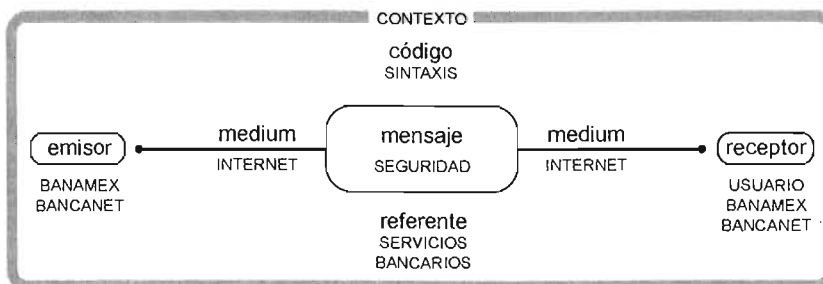 CONTEXTO
código
SINTAXIS
emisor
medium
mensaje
medium
receptor
INTERNET
SEGURIDAD
INTERNET
BANAMEX
BANCANET
USUARIO
BANAMEX
BANCANET
referente
SERVICIOS
BANCARIOS